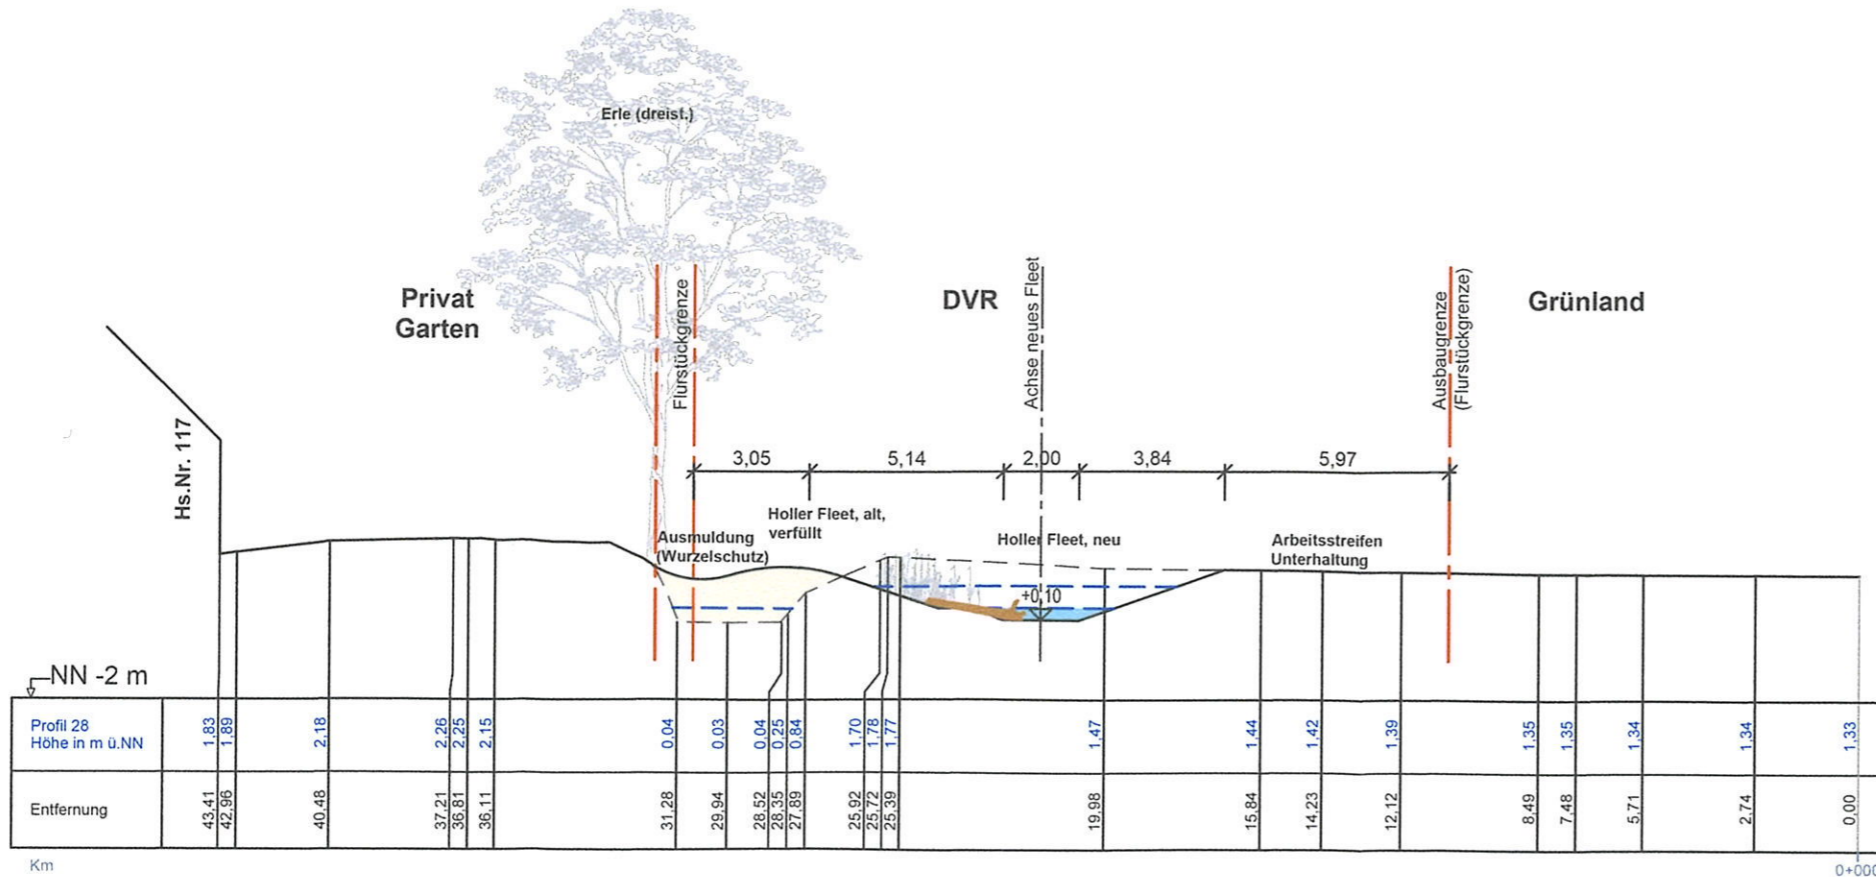 Erle (dreist.)
Privat
Garten
Flurstückgrenze
DVR
Achse neues Fleet
Ausbaugrenze
(Flurstückgrenze)
Grünland
Hs.Nr. 117
3,05
5,14
2,00
3,84
5,97
Holler Fleet, alt,
verfüllt
Ausmuldung
(Wurzelschutz)
Holler Fleet, neu
Arbeitsstreifen
Unterhaltung
+0,10
NN -2 m
Profil 28
Höhe in m ü.NN
1,83
1,89
2,18
2,26
2,25
2,15
0,04
0,03
0,04
0,25
0,84
1,70
1,78
1,77
1,47
1,44
1,42
1,39
1,35
1,35
1,34
1,34
1,33
Entfernung
43,41
42,96
40,48
37,21
36,81
36,11
31,28
29,94
28,52
28,35
27,89
25,92
25,72
25,39
19,98
15,84
14,23
12,12
8,49
7,48
5,71
2,74
0,00
Km
0+000